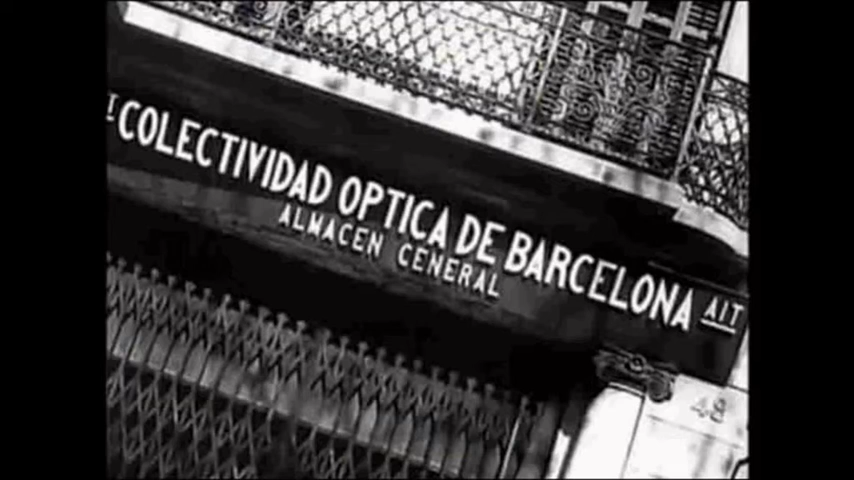 COLECTIVIDAD OPTICA DE BARCELONA AIT
ALMACEN GENERAL
48